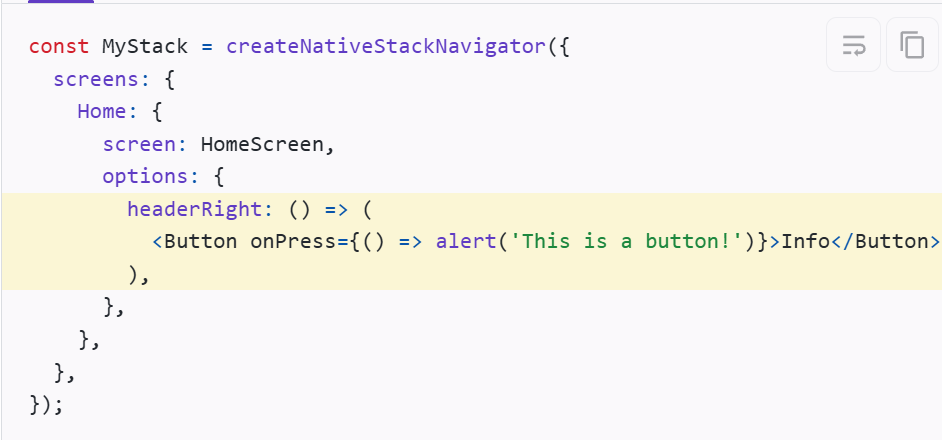 const MyStack = createNativeStackNavigator({
  screens: {
    Home: {
      screen: HomeScreen,
      options: {
        headerRight: () => (
          <Button onPress={() => alert('This is a button!')}>Info</Button>
        ),
      },
    },
  },
});